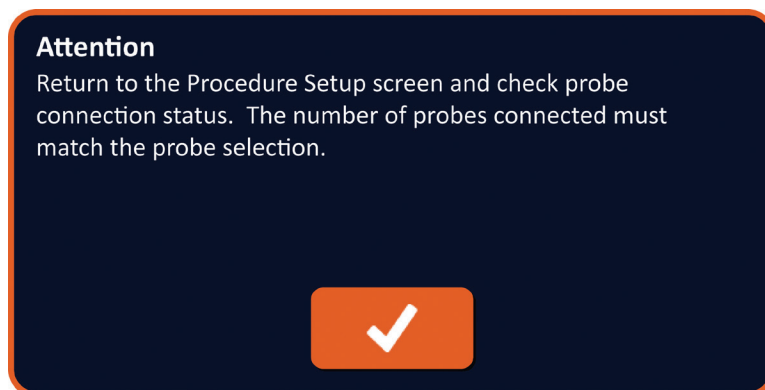 Attention
Return to the Procedure Setup screen and check probe
connection status.  The number of probes connected must
match the probe selection.